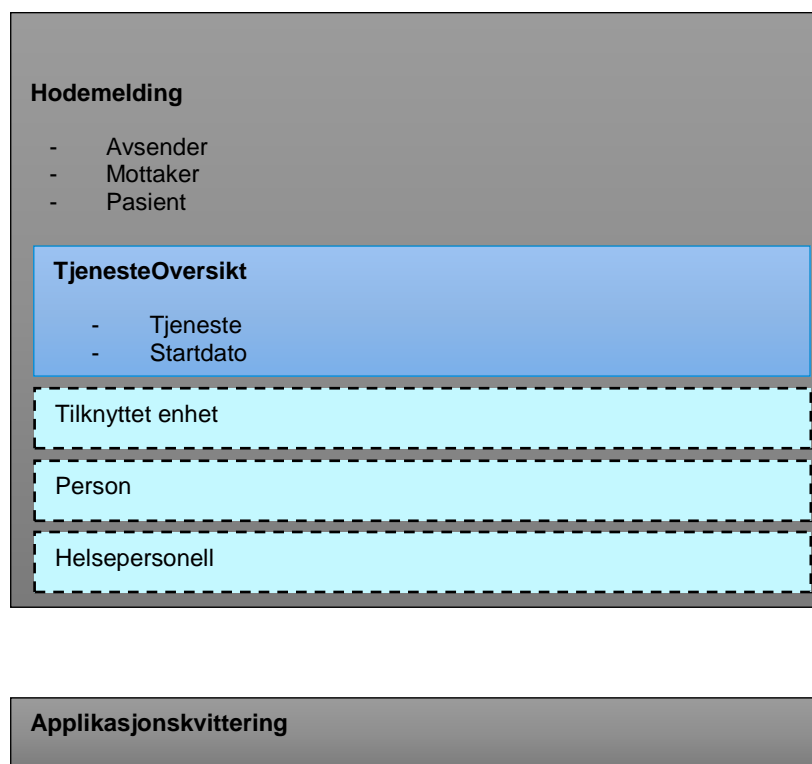 Hodemelding
- Avsender
- Mottaker
- Pasient
TjenesteOversikt
- Tjeneste
- Startdato
Tilknyttet enhet
Person
Helsepersonell
Applikasjonskvittering